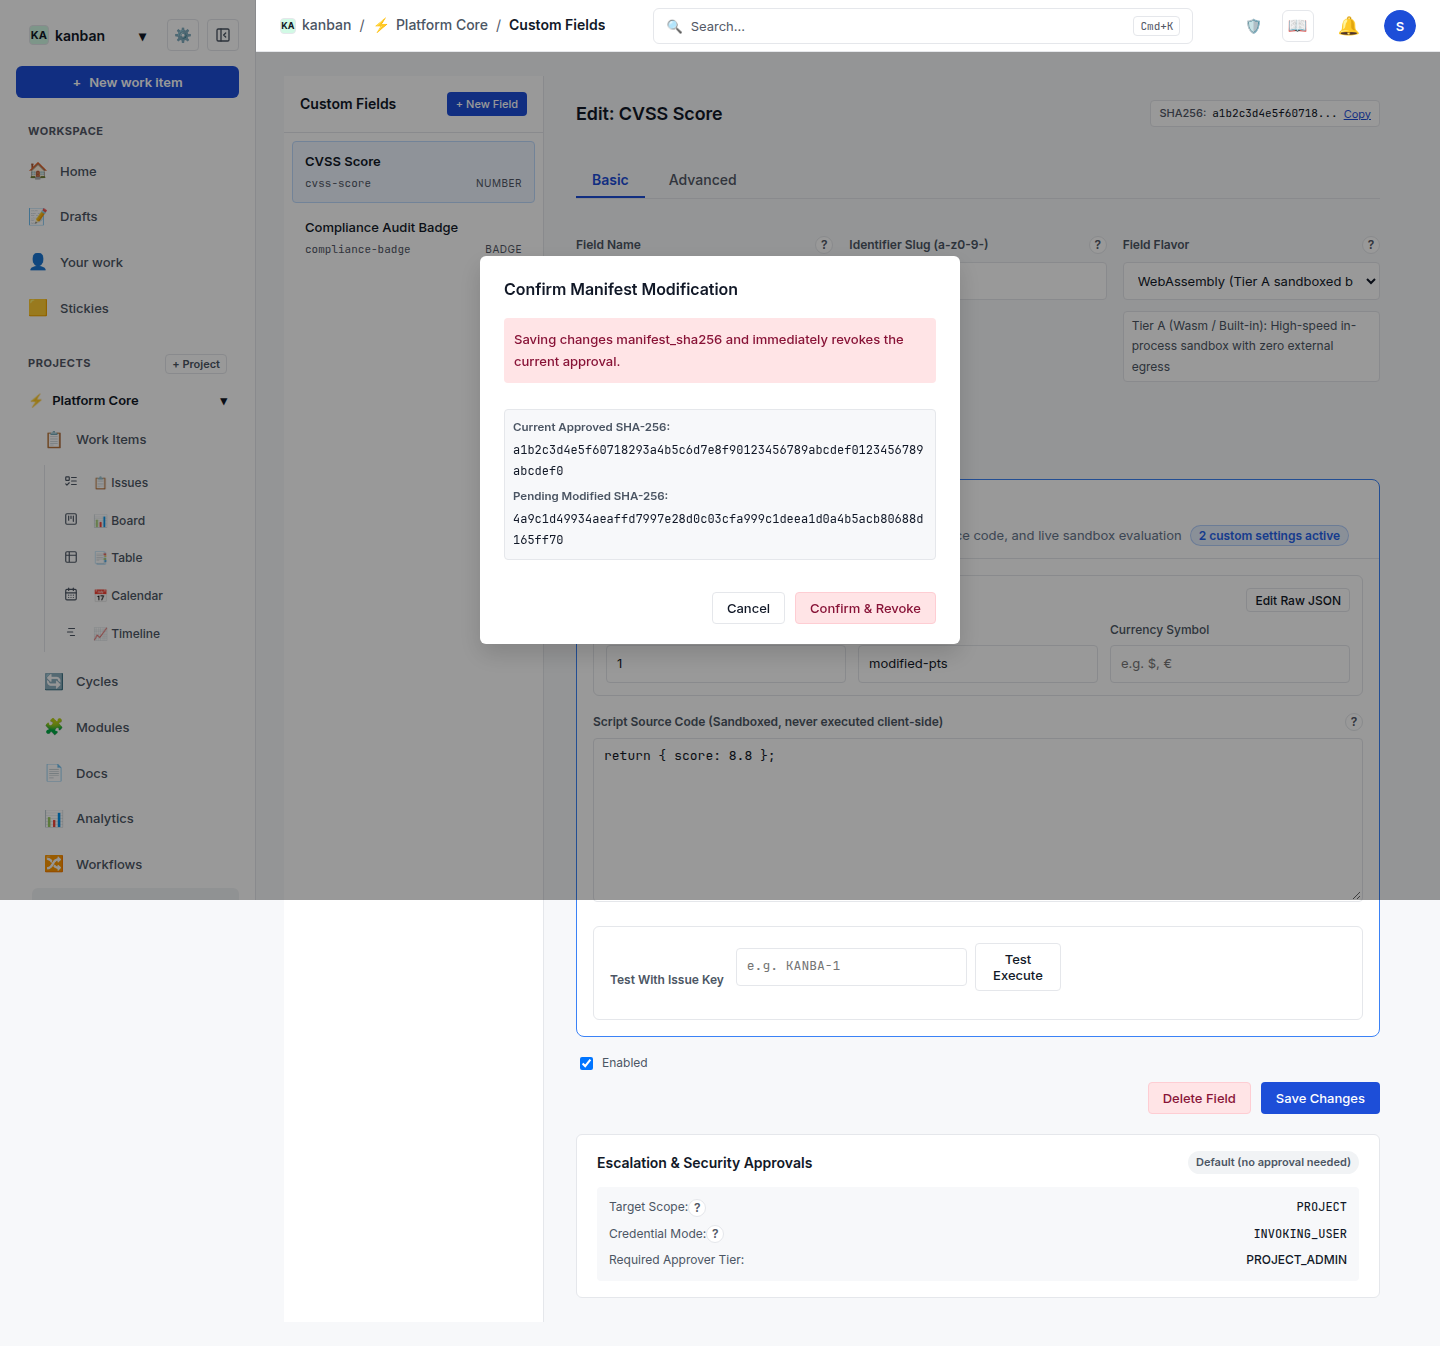 KA kanban ▾
+ New work item
WORKSPACE
Home
Drafts
Your work
Stickies
PROJECTS
+ Project
Platform Core ▾
Work Items
Issues
Board
Table
Calendar
Timeline
Cycles
Modules
Docs
Analytics
Workflows
KA kanban / Platform Core / Custom Fields
Search...
Cmd+K
S
Custom Fields
+ New Field
CVSS Score
cvss-score
NUMBER
Compliance Audit Badge
compliance-badge
BADGE
Edit: CVSS Score
SHA256: a1b2c3d4e5f60718... Copy
Basic
Advanced
Field Name
?
Identifier Slug (a-z0-9-)
?
Field Flavor
?
WebAssembly (Tier A sandboxed b
Tier A (Wasm / Built-in): High-speed in-
process sandbox with zero external
egress
Confirm Manifest Modification
Saving changes manifest_sha256 and immediately revokes the
current approval.
Current Approved SHA-256:
a1b2c3d4e5f60718293a4b5c6d7e8f90123456789abcdef0123456789
abcdef0
Pending Modified SHA-256:
4a9c1d49934aeaffd7997e28d0c03cfa999c1deea1d0a4b5acb80688d
165ff70
Cancel
Confirm & Revoke
code, and live sandbox evaluation
2 custom settings active
Edit Raw JSON
Currency Symbol
1
modified-pts
e.g. $, €
Script Source Code (Sandboxed, never executed client-side)
?
return { score: 8.8 };
Test With Issue Key
e.g. KANBA-1
Test
Execute
Enabled
Delete Field
Save Changes
Escalation & Security Approvals
Default (no approval needed)
Target Scope: ?
PROJECT
Credential Mode: ?
INVOKING_USER
Required Approver Tier:
PROJECT_ADMIN